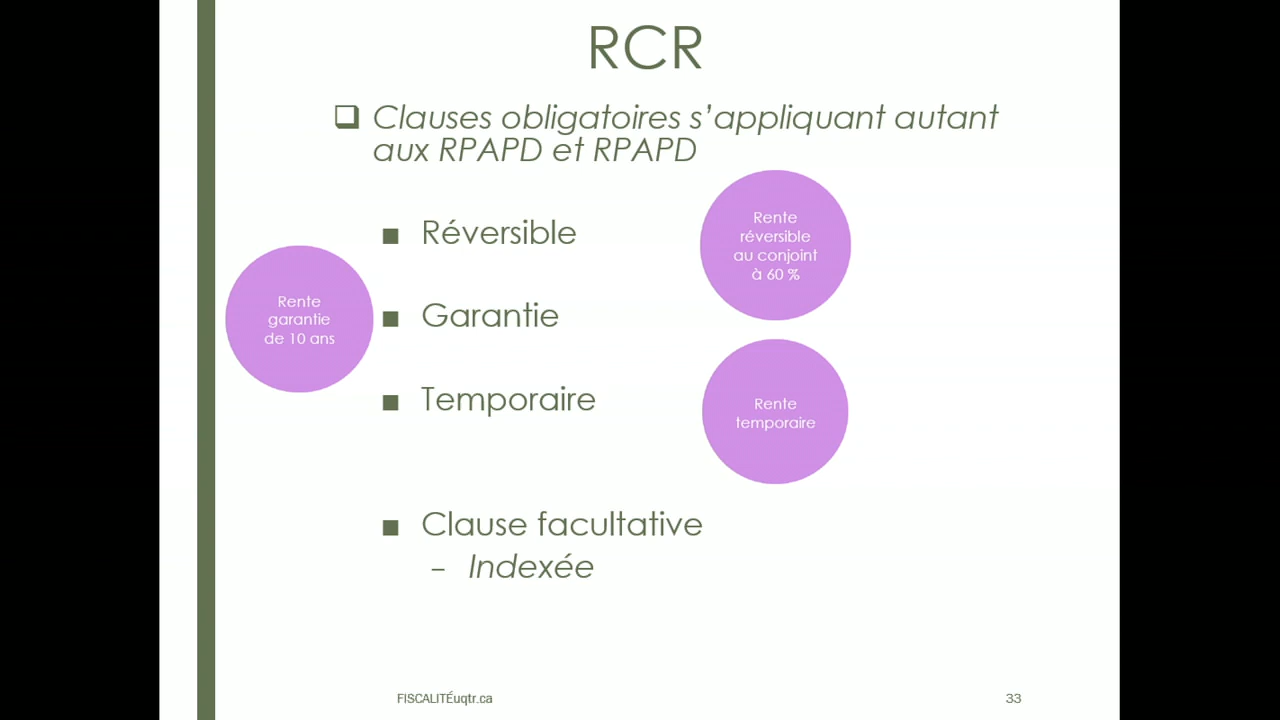 RCR
Clauses obligatoires s’appliquant autant
aux RPAPD et RPAPD
Réversible
Rente
réversible
au conjoint
à 60 %
Rente
garantie
de 10 ans
Garantie
Temporaire
Rente
temporaire
Clause facultative
– Indexée
FISCALITÉuqtr.ca
33